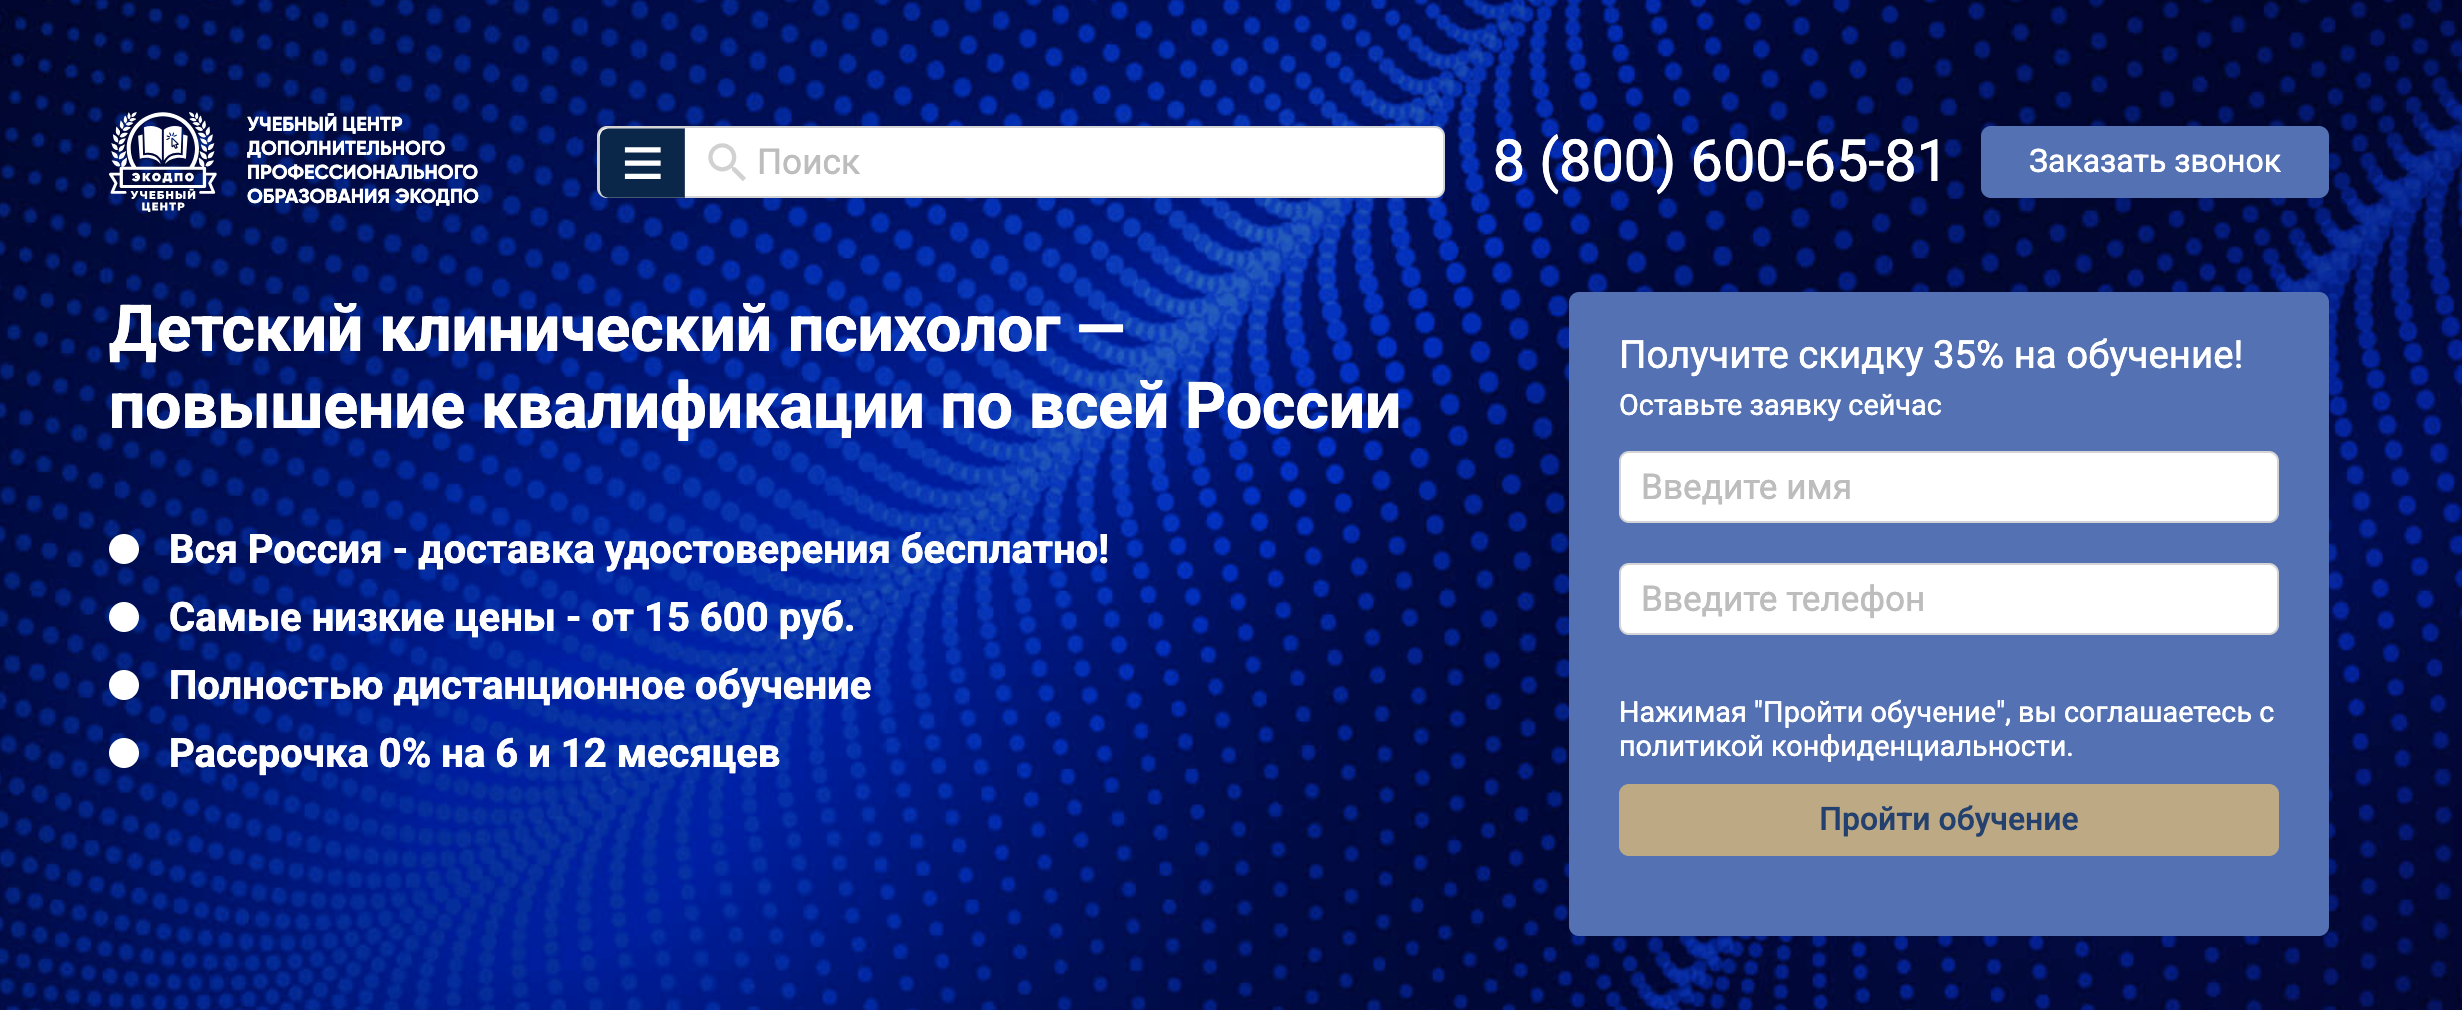 ЭКОДПО
УЧЕБНЫЙ
ЦЕНТР
УЧЕБНЫЙ ЦЕНТР
ДОПОЛНИТЕЛЬНОГО
ПРОФЕССИОНАЛЬНОГО
ОБРАЗОВАНИЯ ЭКОДПО
Поиск
8 (800) 600-65-81
Заказать звонок
Детский клинический психолог —
повышение квалификации по всей России
Вся Россия - доставка удостоверения бесплатно!
Самые низкие цены - от 15 600 руб.
Полностью дистанционное обучение
Рассрочка 0% на 6 и 12 месяцев
Получите скидку 35% на обучение!
Оставьте заявку сейчас
Введите имя
Введите телефон
Нажимая "Пройти обучение", вы соглашаетесь с
политикой конфиденциальности.
Пройти обучение